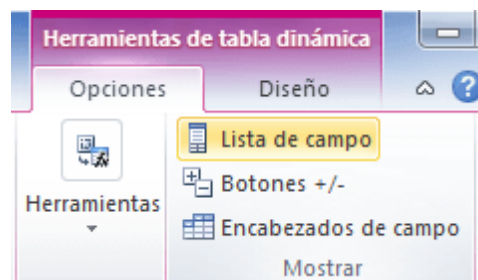 Herramientas de tabla dinámica
Opciones
Diseño
Herramientas
Lista de campo
Botones +/-
Encabezados de campo
Mostrar